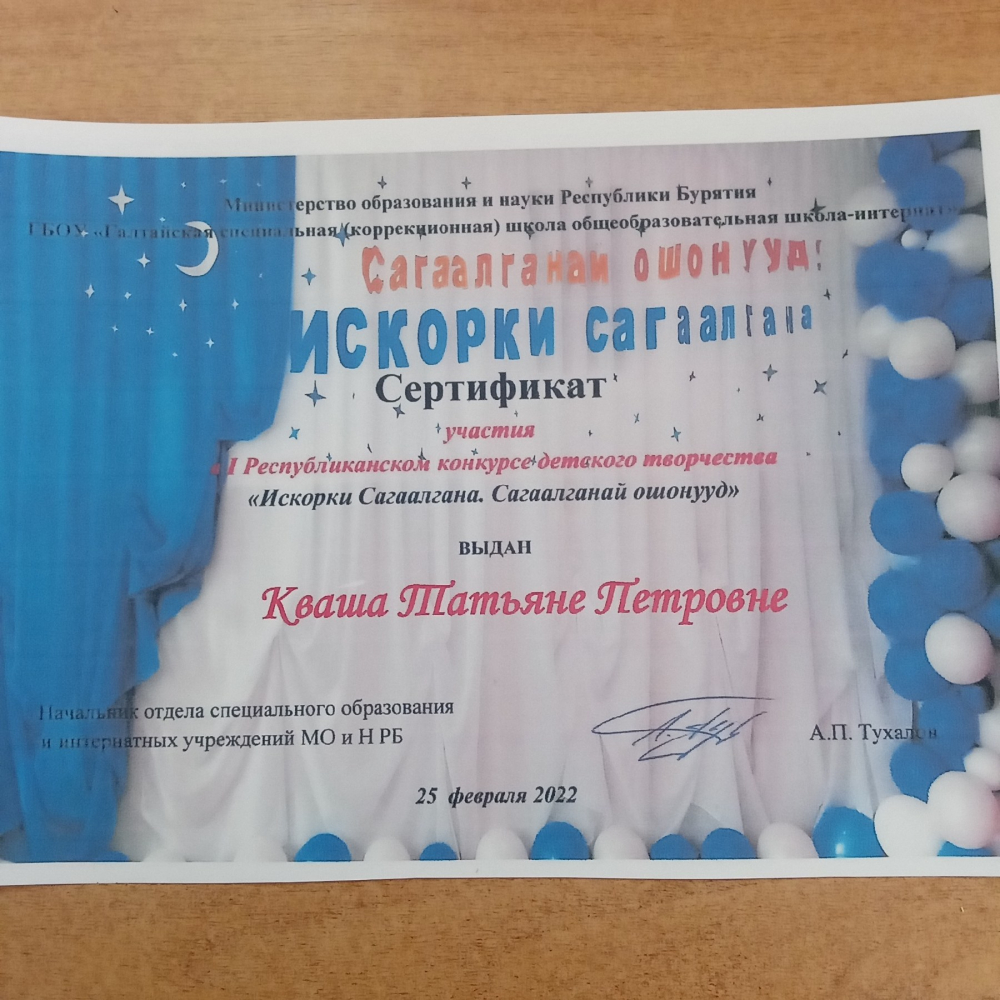 Министерство образования и науки Республики Бурятия
ГБОУ «Галтайская специальная (коррекционная) школа общеобразовательная школа-интернат»
Сагаалганай ошонууд:
ИСКОРКИ сагаалгана
Сертификат
участия
I Республиканском конкурсе детвкого творчества
«Искорки Сагаалгана. Сагаалганай ошонууд»
ВЫДАН
Кваша Татьяне Петровне
Начальник отдела специального образования
и интернатных учреждений МО и Н РБ
А.П. Тухалов
25 февраля 2022